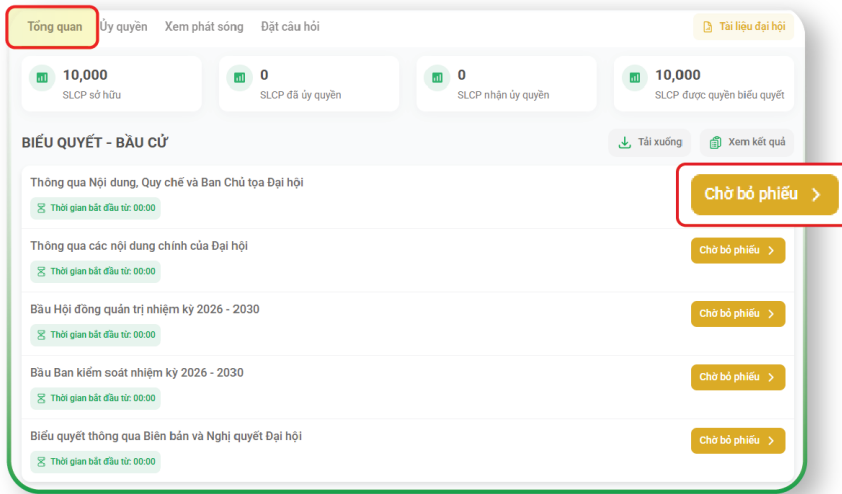 Tổng quan Ủy quyền Xem phát sóng Đặt câu hỏi Tài liệu đại hội
10,000 0 0 10,000
SLCP sở hữu SLCP đã ủy quyền SLCP nhận ủy quyền SLCP được quyền biểu quyết
BIỂU QUYẾT - BẦU CỬ Tải xuống Xem kết quả
Thông qua Nội dung, Quy chế và Ban Chủ tọa Đại hội
Chờ bỏ phiếu
Thời gian bắt đầu từ: 00:00
Thông qua các nội dung chính của Đại hội
Chờ bỏ phiếu
Thời gian bắt đầu từ: 00:00
Bầu Hội đồng quản trị nhiệm kỳ 2026 - 2030
Chờ bỏ phiếu
Thời gian bắt đầu từ: 00:00
Bầu Ban kiểm soát nhiệm kỳ 2026 - 2030
Chờ bỏ phiếu
Thời gian bắt đầu từ: 00:00
Biểu quyết thông qua Biên bản và Nghị quyết Đại hội
Chờ bỏ phiếu
Thời gian bắt đầu từ: 00:00